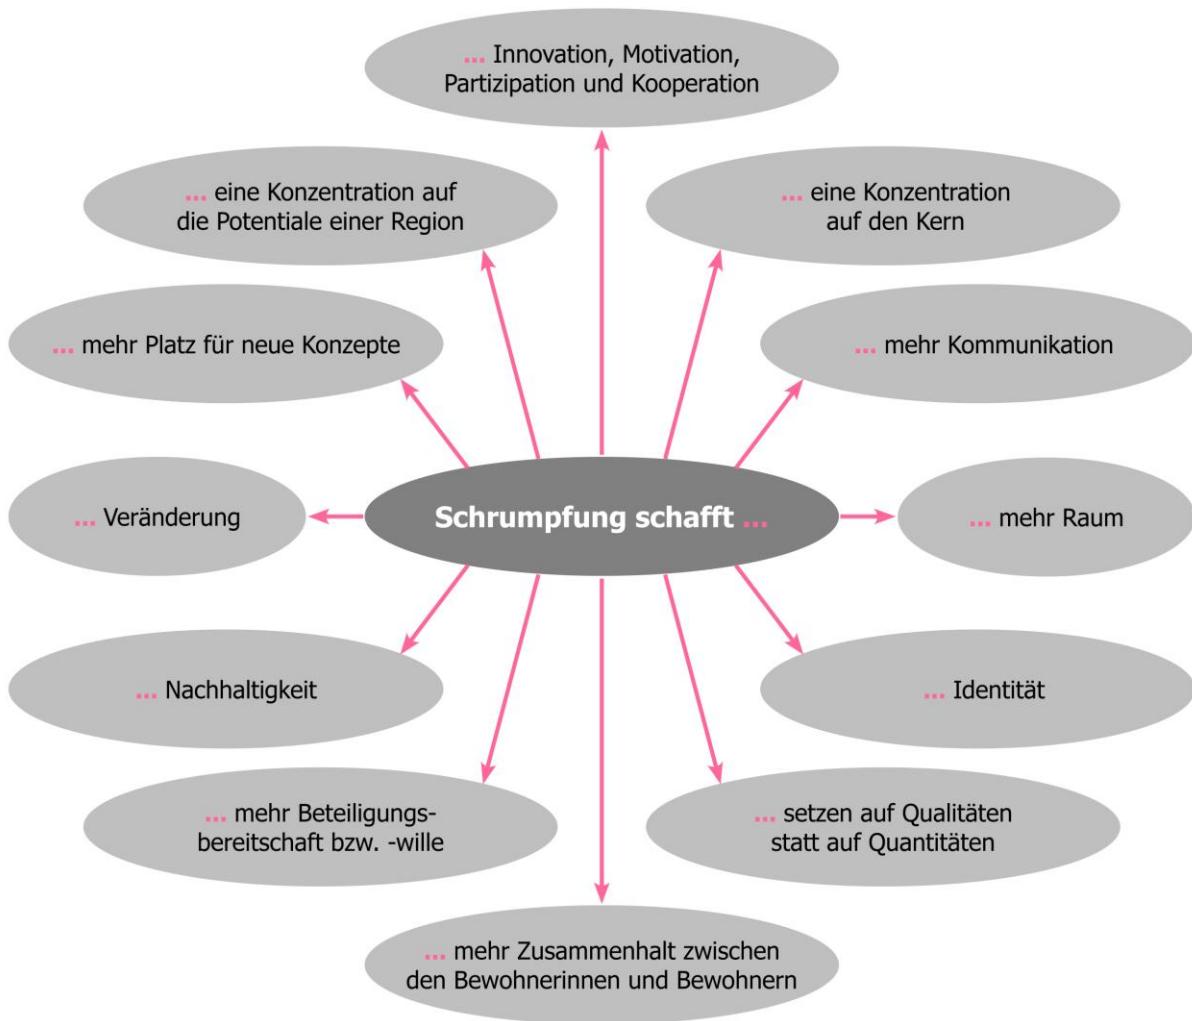 ... Innovation, Motivation,
Partizipation und Kooperation
... eine Konzentration auf
die Potentiale einer Region
... eine Konzentration
auf den Kern
... mehr Platz für neue Konzepte
... mehr Kommunikation
... Veränderung
Schrumpfung schafft ...
... mehr Raum
... Nachhaltigkeit
... Identität
... mehr Beteiligungs-
bereitschaft bzw. -wille
... setzen auf Qualitäten
statt auf Quantitäten
... mehr Zusammenhalt zwischen
den Bewohnerinnen und Bewohnern